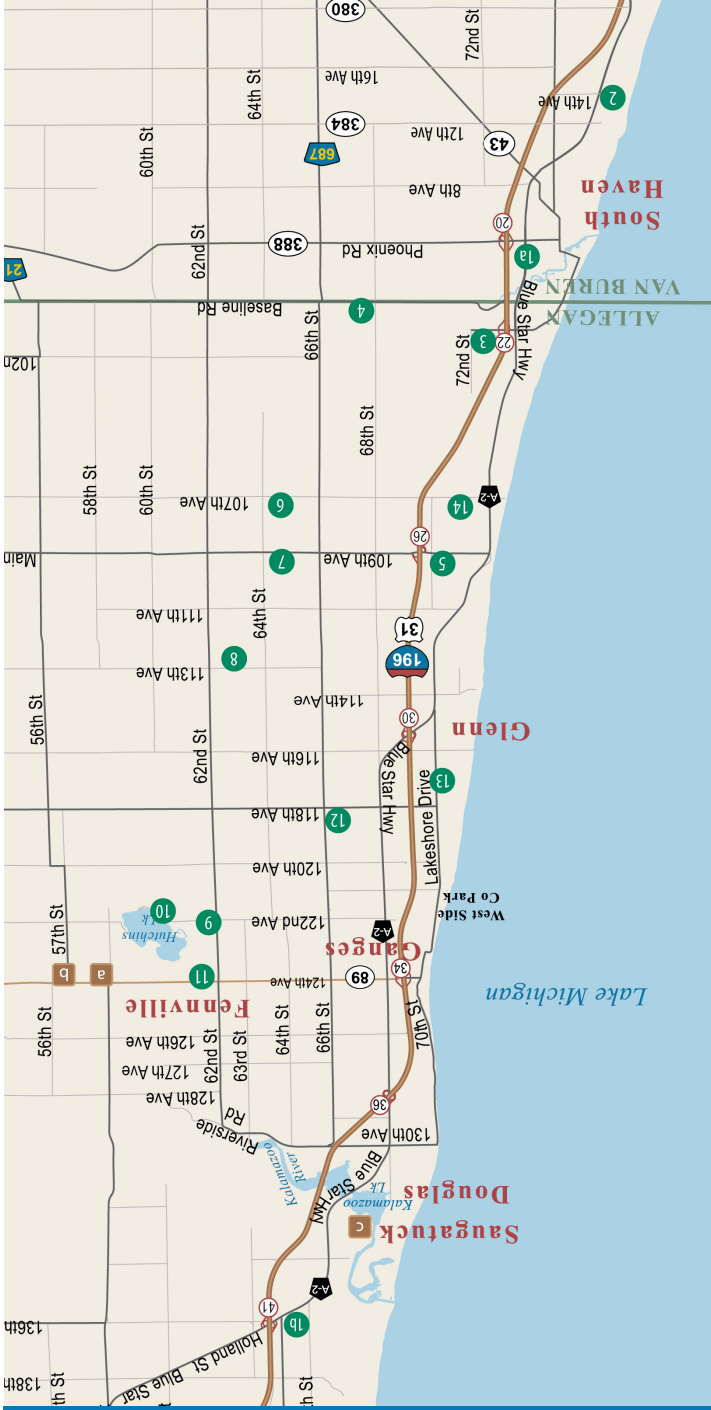 138th
th St
Blue Star
th St
Holland St
136th
1b
41
A-2
Saugatuck
c
Douglas
Kalamazoo
Lk
Blue Star Hwy
Kalamazoo
River
Riverside
Rd
130th Ave
36
128th Ave
127th Ave
126th Ave
70th St
66th St
64th St
63rd St
62nd St
56th St
Lake Michigan
Fennville
34
89
124th Ave
11
a
b
Ganges
A-2
122nd Ave
9
10
Hutchins
Lk
57th St
West Side
Co Park
120th Ave
Lakeshore Drive
Blue Star Hwy
118th Ave
12
13
116th Ave
62nd St
56th St
Glenn
30
114th Ave
196
31
113th Ave
8
111th Ave
64th St
5
109th Ave
7
Main
26
14
A-2
107th Ave
6
60th St
58th St
68th St
72nd St
102n
22
3
66th St
Blue Star Hwy
4
Baseline Rd
ALLEGAN
VAN BUREN
1a
21
Phoenix Rd
388
62nd St
20
South
Haven
8th Ave
687
43
12th Ave
384
60th St
2
14th Ave
16th Ave
64th St
72nd St
380